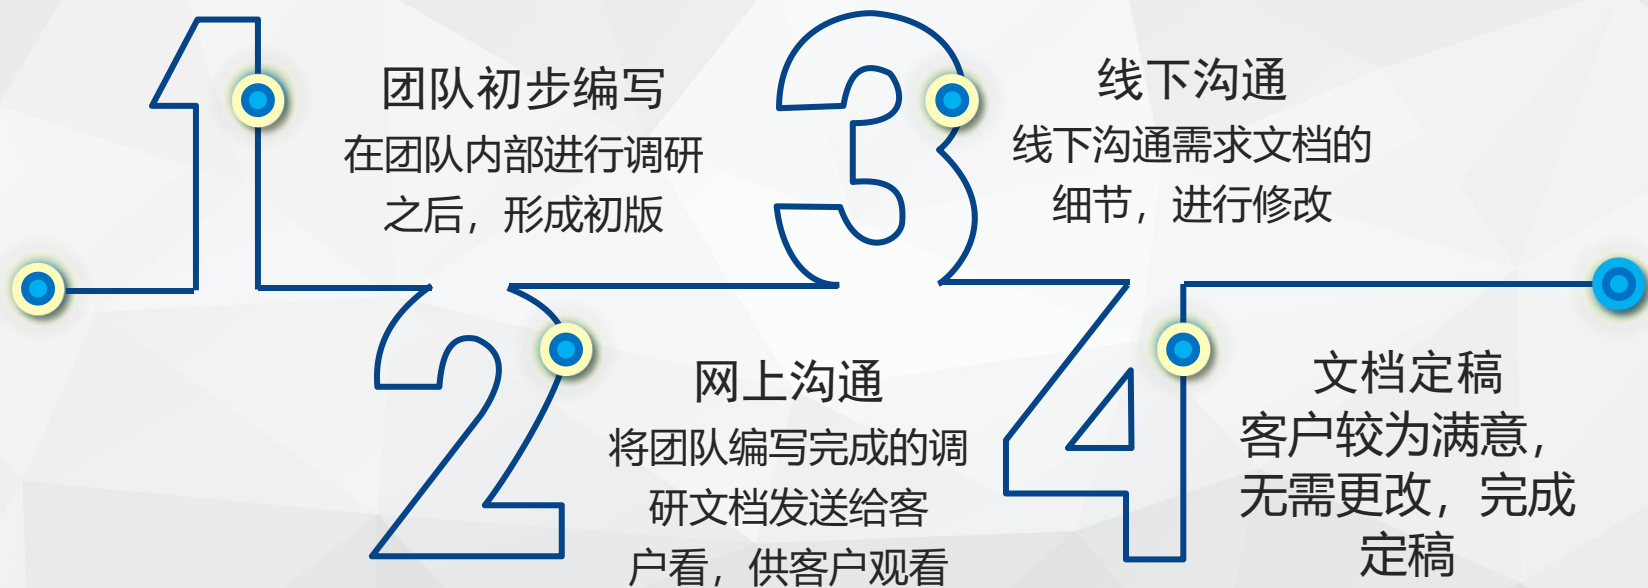 1
团队初步编写
在团队内部进行调研
之后，形成初版
2
网上沟通
将团队编写完成的调
研文档发送给客
户看，供客户观看
3
线下沟通
线下沟通需求文档的
细节，进行修改
4
文档定稿
客户较为满意，
无需更改，完成
定稿